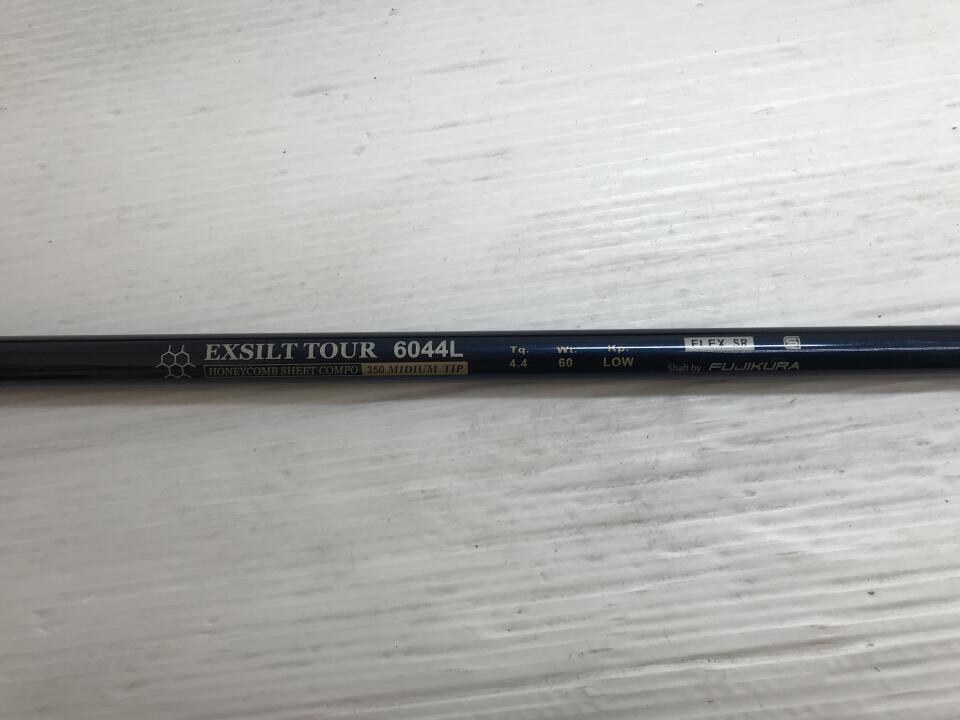 EXSILT TOUR 6044L
HONEYCOMB SHEET COMPO 350 MIDIUM TIP
Tq. Wt. Kp.
4.4 60 LOW
FLEX SR
Shaft by FUJIKURA